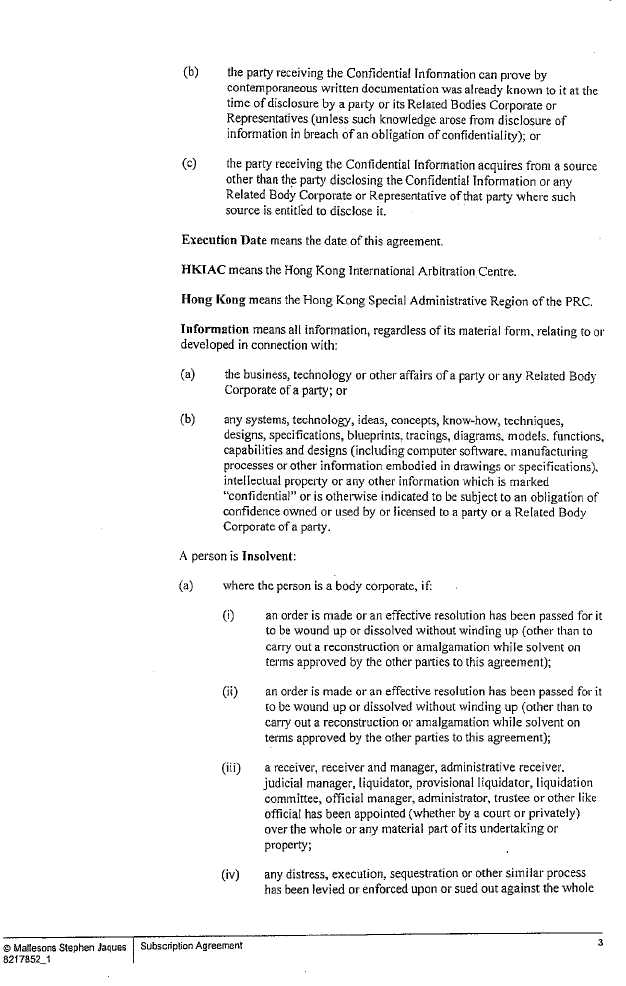 (b) the party receiving the Confidential Information can prove by
contemporaneous written documentation was already known to it at the
time of disclosure by a party or its Related Bodies Corporate or
Representatives (unless such knowledge arose from disclosure of
information in breach of an obligation of confidentiality); or
(c) the party receiving the Confidential Information acquires from a source
other than the party disclosing the Confidential Information or any
Related Body Corporate or Representative of that party where such
source is entitled to disclose it.
Execution Date means the date of this agreement.
HKIAC means the Hong Kong International Arbitration Centre.
Hong Kong means the Hong Kong Special Administrative Region of the PRC.
Information means all information, regardless of its material form, relating to or
developed in connection with:
(a) the business, technology or other affairs of a party or any Related Body
Corporate of a party; or
(b) any systems, technology, ideas, concepts, know-how, techniques,
designs, specifications, blueprints, tracings, diagrams, models, functions,
capabilities and designs (including computer software, manufacturing
processes or other information embodied in drawings or specifications),
intellectual property or any other information which is marked
"confidential" or is otherwise indicated to be subject to an obligation of
confidence owned or used by or licensed to a party or a Related Body
Corporate of a party.
A person is Insolvent:
(a) where the person is a body corporate, if:
(i) an order is made or an effective resolution has been passed for it
to be wound up or dissolved without winding up (other than to
carry out a reconstruction or amalgamation while solvent on
terms approved by the other parties to this agreement);
(ii) an order is made or an effective resolution has been passed for it
to be wound up or dissolved without winding up (other than to
carry out a reconstruction or amalgamation while solvent on
terms approved by the other parties to this agreement);
(iii) a receiver, receiver and manager, administrative receiver,
judicial manager, liquidator, provisional liquidator, liquidation
committee, official manager, administrator, trustee or other like
official has been appointed (whether by a court or privately)
over the whole or any material part of its undertaking or
property;
(iv) any distress, execution, sequestration or other similar process
has been levied or enforced upon or sued out against the whole
© Mallesons Stephen Jaques Subscription Agreement 3
8217852_1